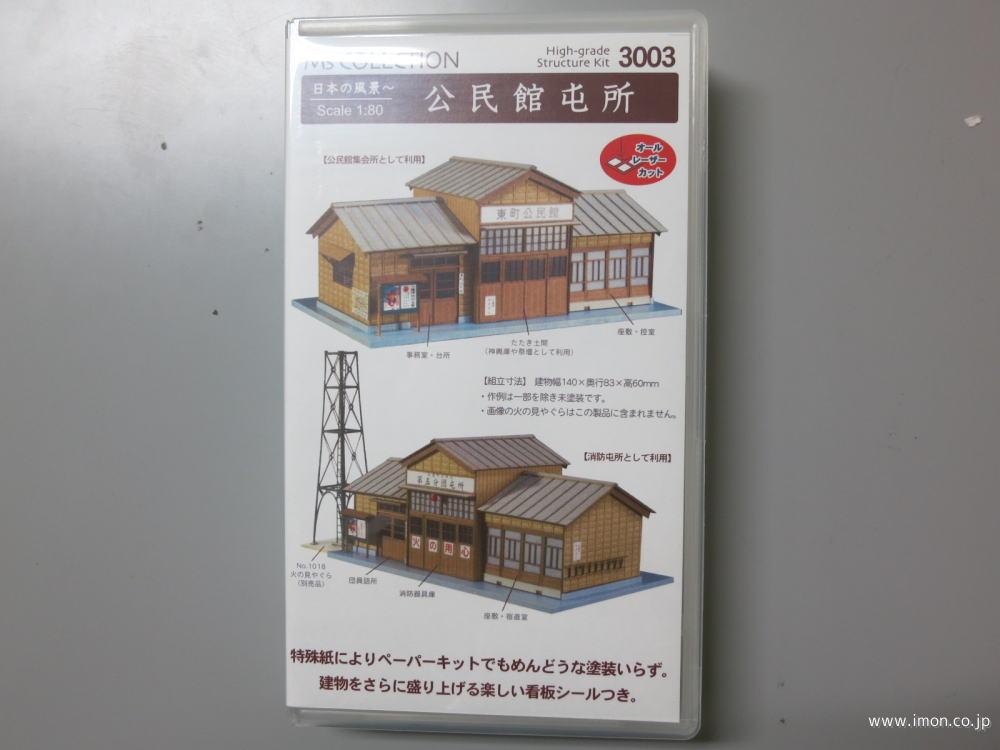 COLLECTION
High-grade
Structure Kit 3003
日本の風景～
Scale 1:80
公民館屯所
オール
レーザー
カット
【公民館集会所として利用】
東町公民館
座敷・控室
たたき土間
（神輿庫や祭壇として利用）
事務室・台所
【組立寸法】 建物幅140×奥行83×高60mm
・作例は一部を除き未塗装です。
・画像の火の見やぐらはこの製品に含まれません。
【消防屯所として利用】
第五分団屯所
火の用心
No.1018
火の見やぐら
（別売品）
団員詰所
消防器具庫
座敷・宿直室
特殊紙によりペーパーキットでもめんどうな塗装いらず。
建物をさらに盛り上げる楽しい看板シールつき。
www.imon.co.jp